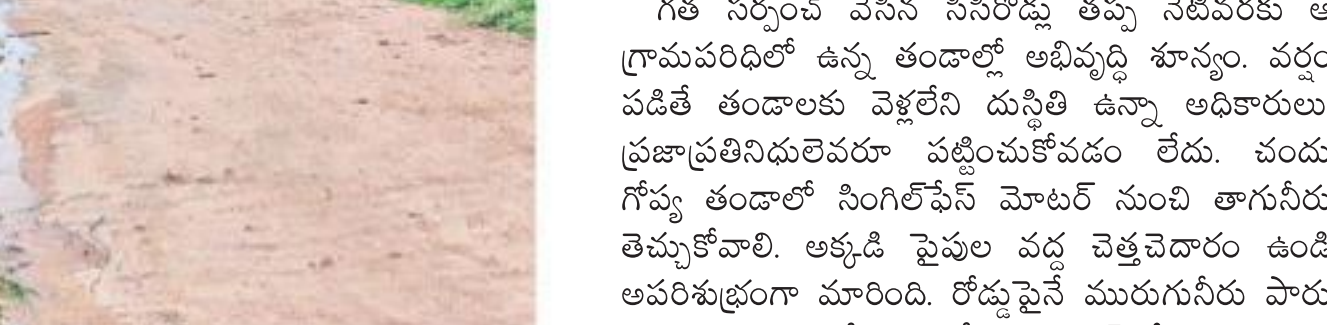 గత సర్పంచ్ వేసిన సీసీరోడ్లు తప్ప నేటివరకు ఆ
గ్రామపరిధిలో ఉన్న తండాల్లో అభివృద్ధి శూన్యం. వర్షం
పడితే తండాలకు వెళ్లలేని దుస్థితి ఉన్నా అధికారులు
ప్రజాప్రతినిధులెవరూ పట్టించుకోవడం లేదు. చందు
గోప్య తండాలో సింగిల్‌ఫేస్ మోటర్ నుంచి తాగునీరు
తెచ్చుకోవాలి. అక్కడి పైపుల వద్ద చెత్తచెదారం ఉండి
అపరిశుభ్రంగా మారింది. రోడ్డుపైనే మురుగునీరు పారు